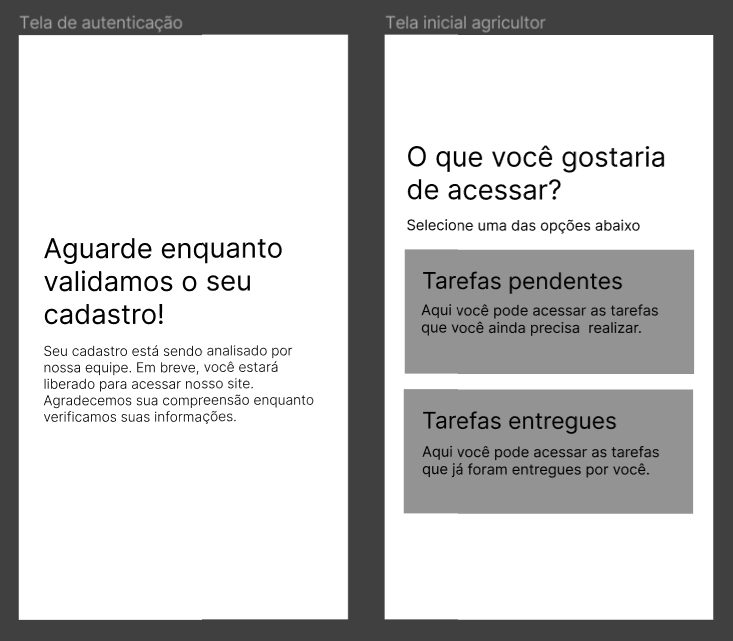 Tela de autenticação
Aguarde enquanto
validamos o seu
cadastro!
Seu cadastro está sendo analisado por
nossa equipe. Em breve, você estará
liberado para acessar nosso site.
Agradecemos sua compreensão enquanto
verificamos suas informações.
Tela inicial agricultor
O que você gostaria
de acessar?
Selecione uma das opções abaixo
Tarefas pendentes
Aqui você pode acessar as tarefas
que você ainda precisa  realizar.
Tarefas entregues
Aqui você pode acessar as tarefas
que já foram entregues por você.